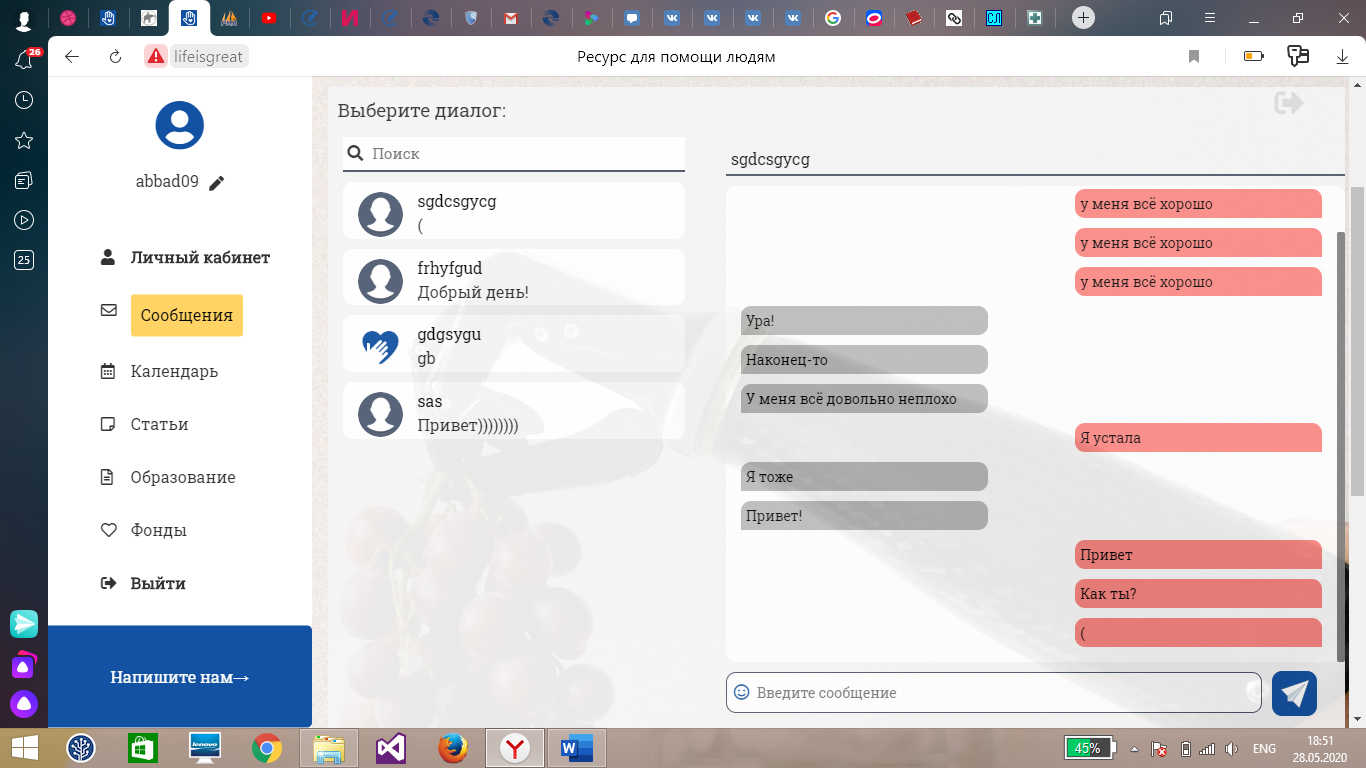 26
lifeisgreat
Ресурс для помощи людям
25
abbad09
Личный кабинет
Сообщения
Календарь
Статьи
Образование
Фонды
Выйти
Напишите нам→
Выберите диалог:
Поиск
sgdcsgycg
(
frhyfgud
Добрый день!
gdgsygu
gb
sas
Привет))))))))
sgdcsgycg
у меня всё хорошо
у меня всё хорошо
у меня всё хорошо
Ура!
Наконец-то
У меня всё довольно неплохо
Я устала
Я тоже
Привет!
Привет
Как ты?
(
Введите сообщение
lenovo
45%
ENG
18:51
28.05.2020